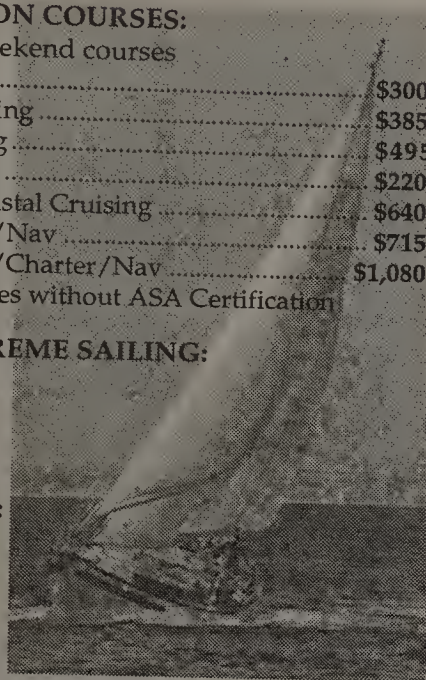 ON COURSES:
ekend courses
$300
ing $385
g $495
$220
stal Cruising $640
/Nav $715
/Charter/Nav $1,080
es without ASA Certification
REME SAILING:
: